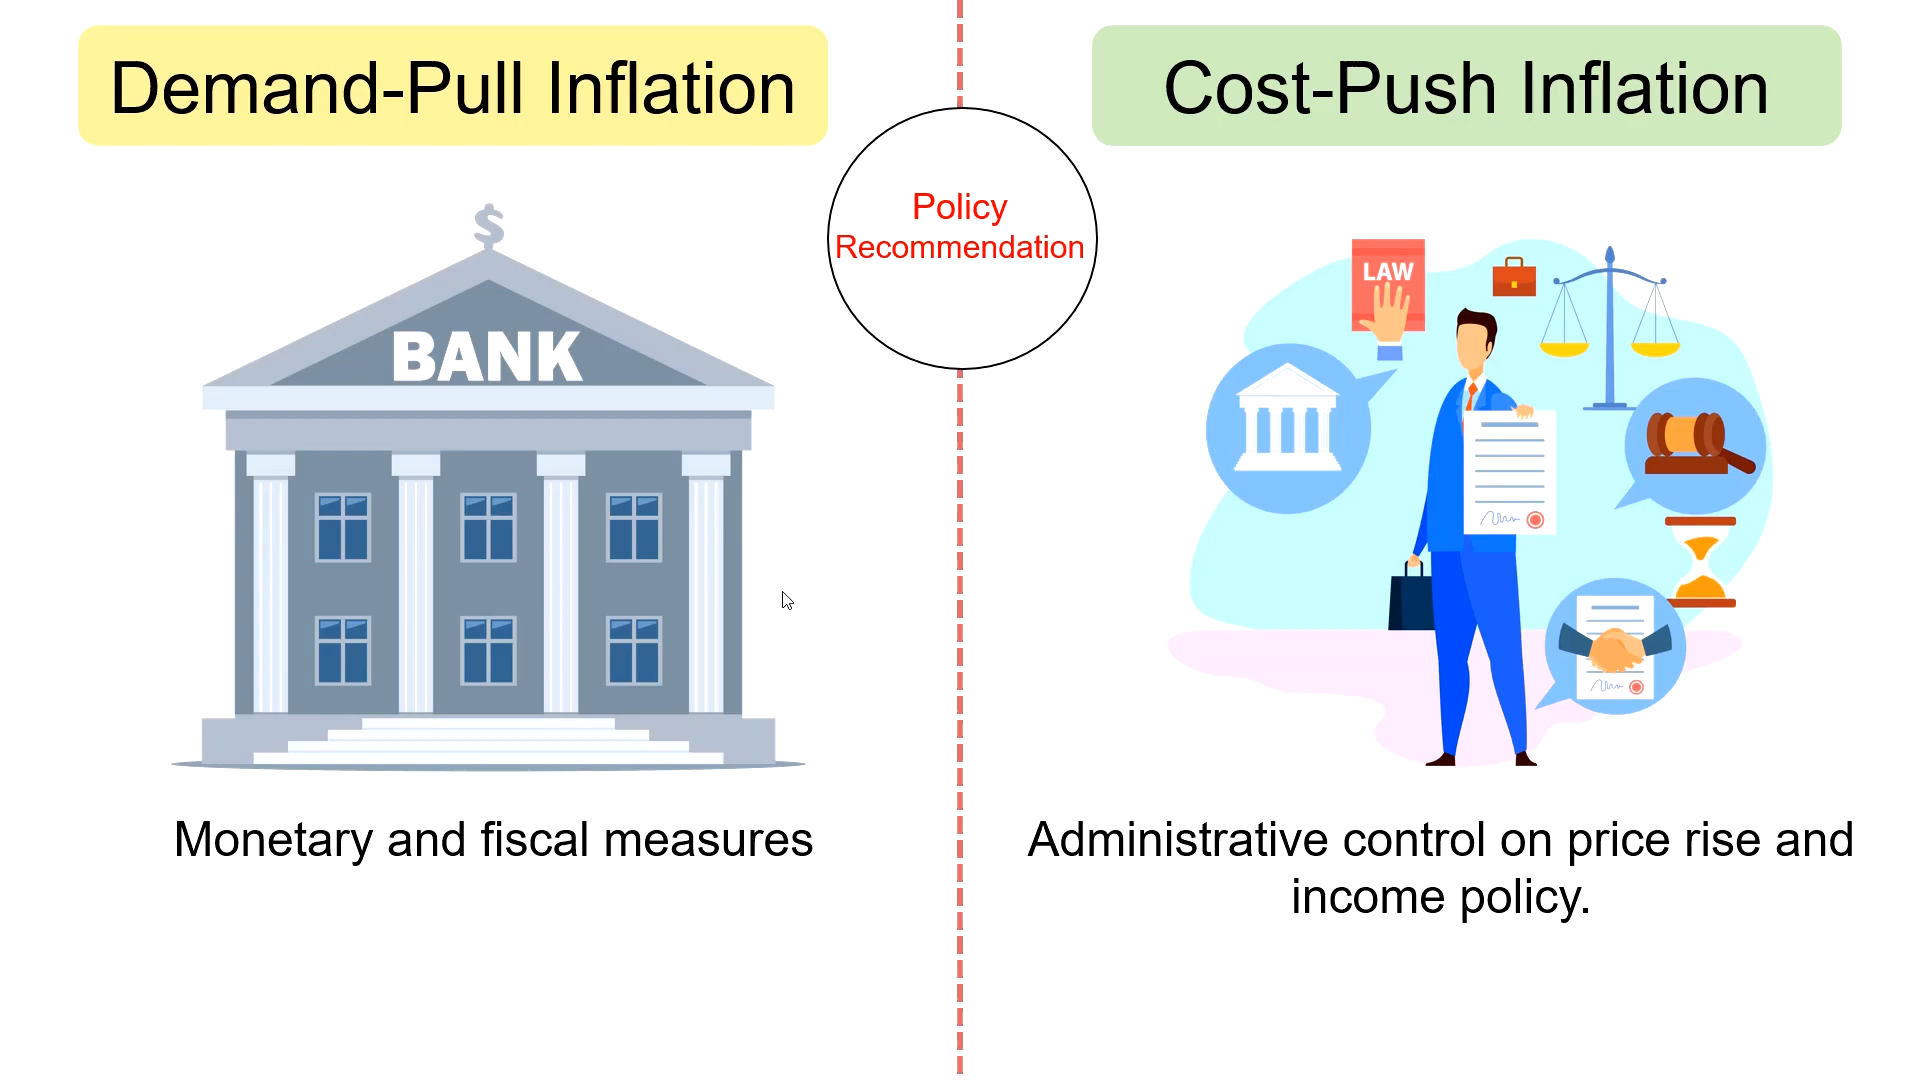 Demand-Pull Inflation
Cost-Push Inflation
Policy
Recommendation
$
BANK
LAW
Monetary and fiscal measures
Administrative control on price rise and
income policy.